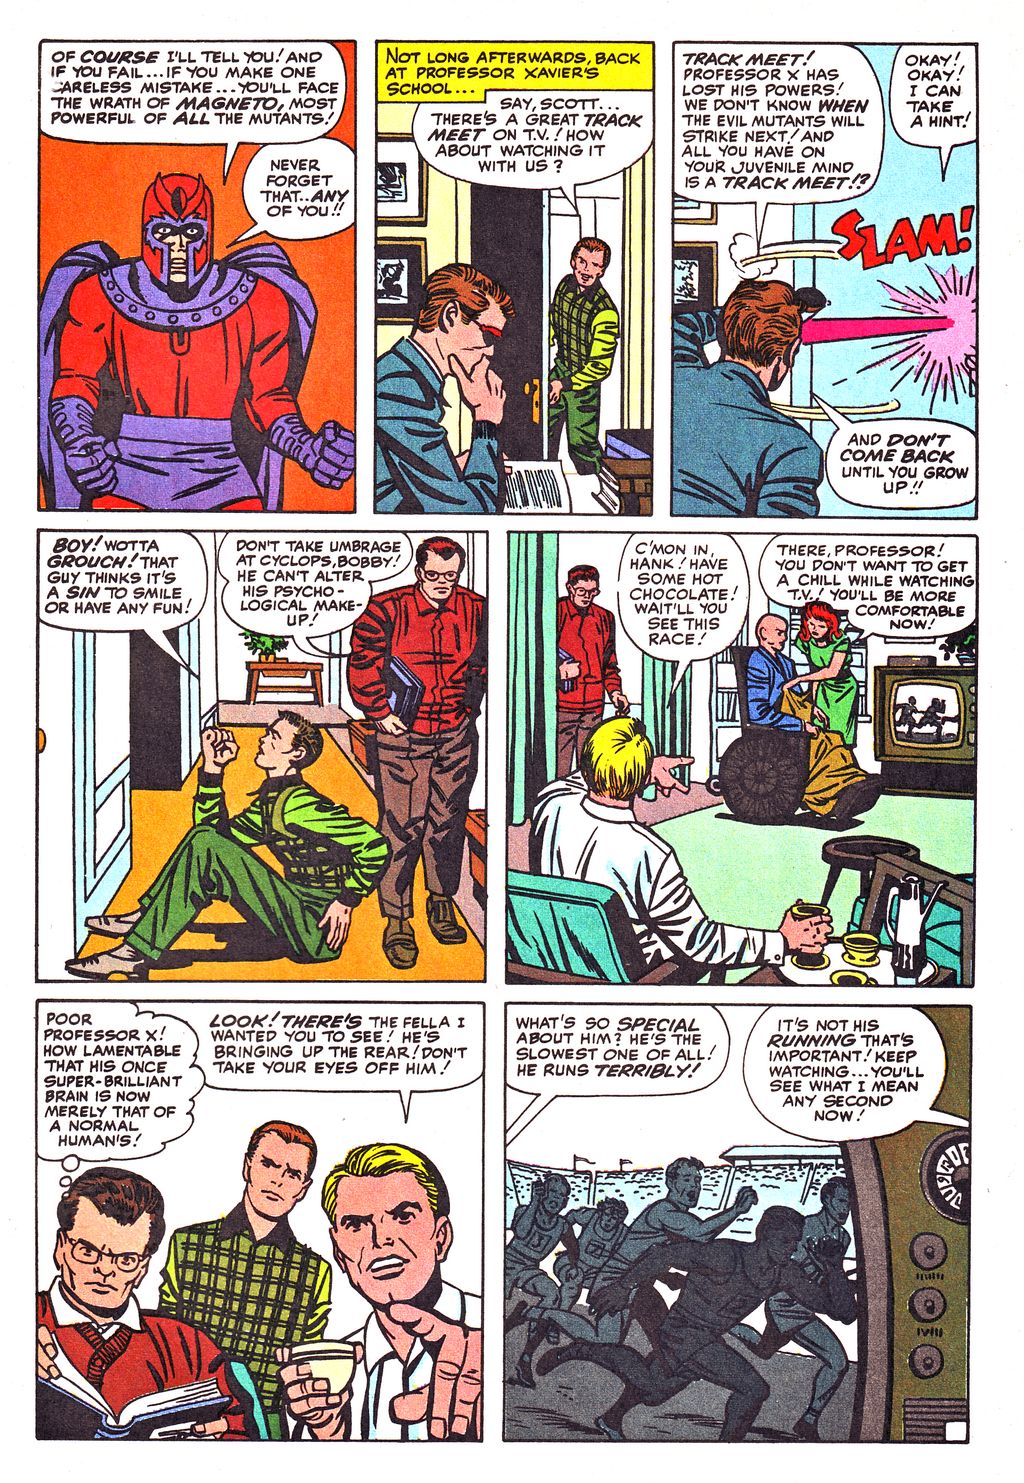 OF COURSE I'LL TELL YOU! AND
IF YOU FAIL...IF YOU MAKE ONE
CARELESS MISTAKE...YOU'LL FACE
THE WRATH OF MAGNETO, MOST
POWERFUL OF ALL THE MUTANTS!
NEVER
FORGET
THAT..ANY
OF YOU!!
NOT LONG AFTERWARDS, BACK
AT PROFESSOR XAVIER'S
SCHOOL...
SAY, SCOTT...
THERE'S A GREAT TRACK
MEET ON T.V.! HOW
ABOUT WATCHING IT
WITH US?
TRACK MEET!
PROFESSOR X HAS
LOST HIS POWERS!
WE DON'T KNOW WHEN
THE EVIL MUTANTS WILL
STRIKE NEXT! AND
ALL YOU HAVE ON
YOUR JUVENILE MIND
IS A TRACK MEET!?
OKAY!
OKAY!
I CAN
TAKE
A HINT!
SLAM!
AND DON'T
COME BACK
UNTIL YOU GROW
UP!!
BOY! WOTTA
GROUCH! THAT
GUY THINKS IT'S
A SIN TO SMILE
OR HAVE ANY FUN!
DON'T TAKE UMBRAGE
AT CYCLOPS, BOBBY!
HE CAN'T ALTER
HIS PSYCHO-
LOGICAL MAKE-
UP!
C'MON IN,
HANK! HAVE
SOME HOT
CHOCOLATE!
WAIT'LL YOU
SEE THIS
RACE!
THERE, PROFESSOR!
YOU DON'T WANT TO GET
A CHILL WHILE WATCHING
T.V.! YOU'LL BE MORE
COMFORTABLE
NOW!
POOR
PROFESSOR X!
HOW LAMENTABLE
THAT HIS ONCE
SUPER-BRILLIANT
BRAIN IS NOW
MERELY THAT OF
A NORMAL
HUMAN'S!
LOOK! THERE'S THE FELLA I
WANTED YOU TO SEE! HE'S
BRINGING UP THE REAR! DON'T
TAKE YOUR EYES OFF HIM!
WHAT'S SO SPECIAL
ABOUT HIM? HE'S THE
SLOWEST ONE OF ALL!
HE RUNS TERRIBLY!
IT'S NOT HIS
RUNNING THAT'S
IMPORTANT! KEEP
WATCHING...YOU'LL
SEE WHAT I MEAN
ANY SECOND
NOW!